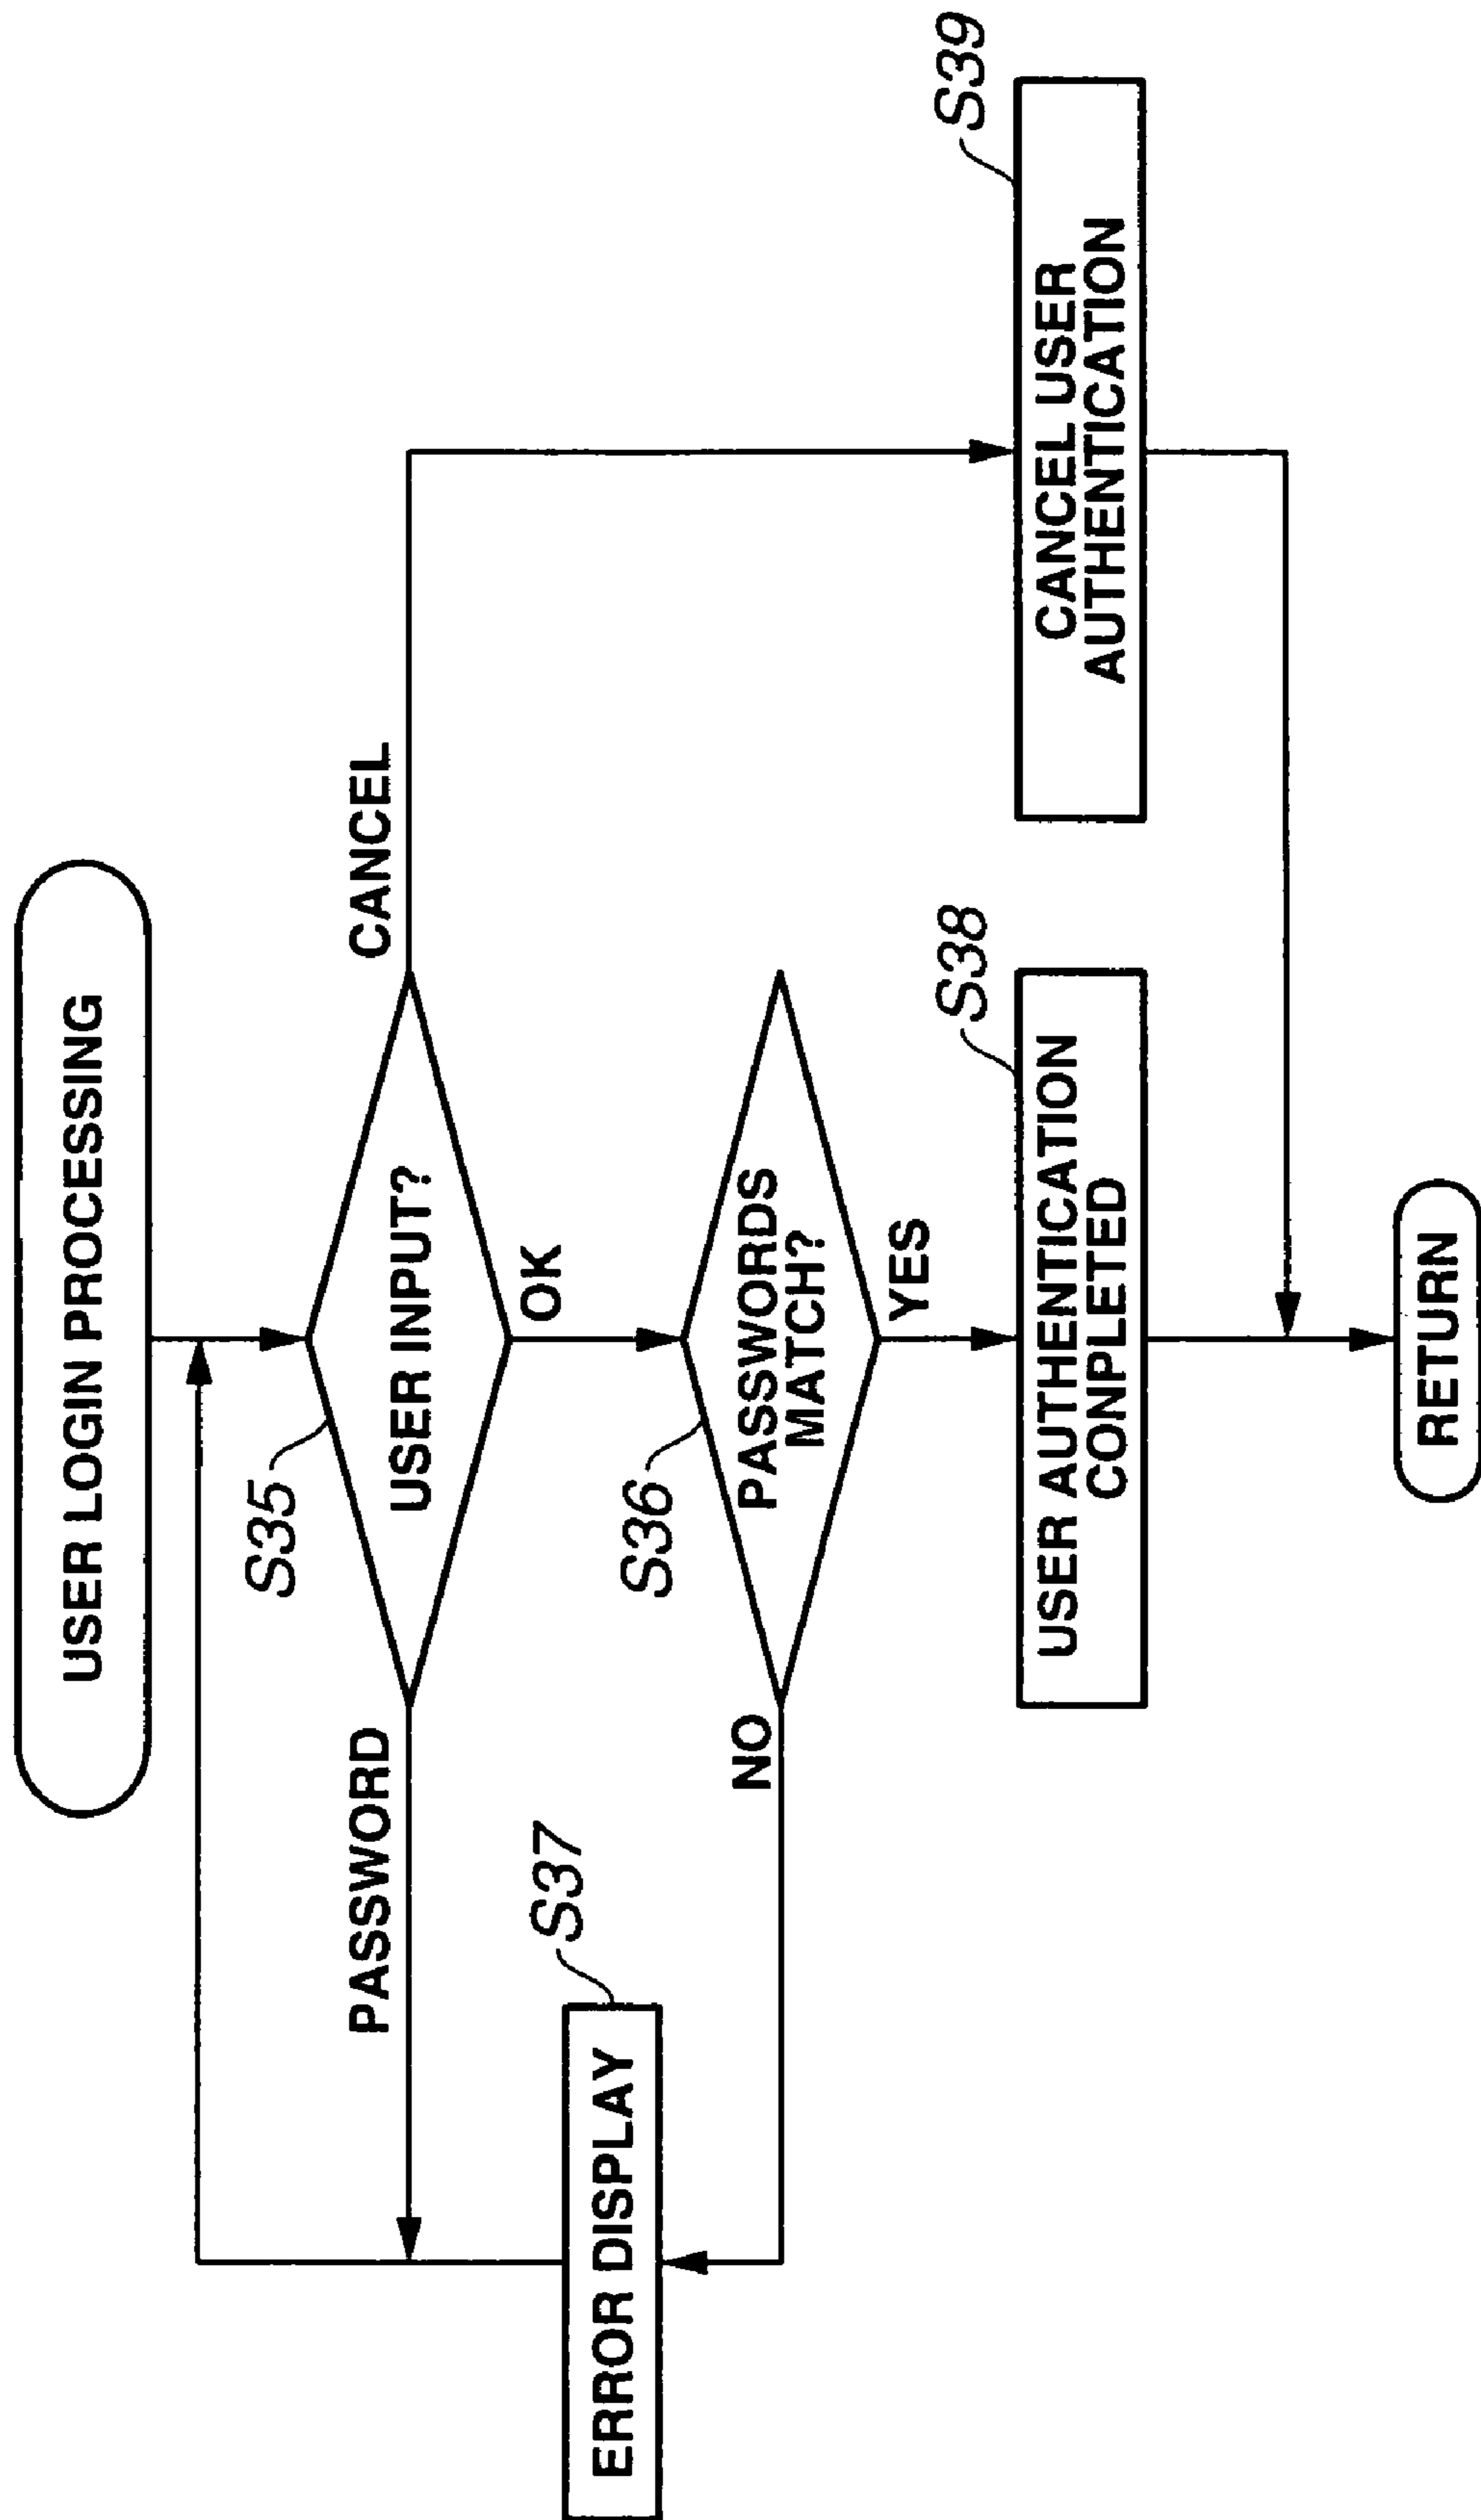 USER LOGIN PROCESSING
S35
USER INPUT?
PASSWORD
CANCEL
OK
S36
PASSWORDS
MATCH?
NO
YES
S37
ERROR DISPLAY
S38
USER AUTHENTICATION
CONPLETED
S39
CANCEL USER
AUTHENTICATION
RETURN